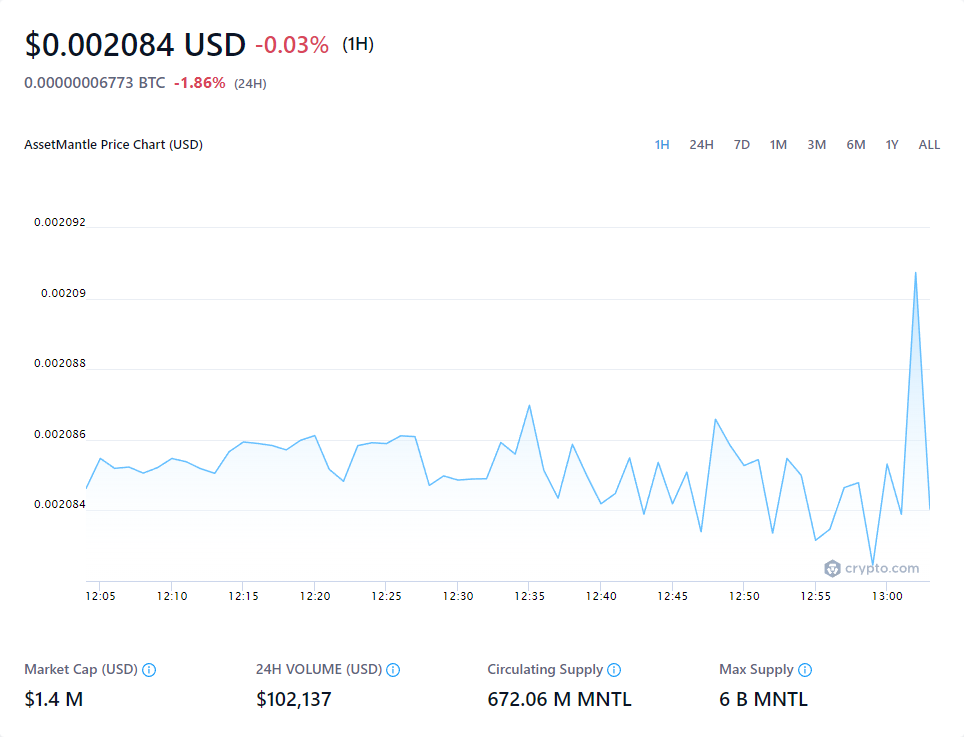 $0.002084 USD -0.03% (1H)
0.00000006773 BTC -1.86% (24H)
AssetMantle Price Chart (USD) 1H 24H 7D 1M 3M 6M 1Y ALL
0.002092
0.00209
0.002088
0.002086
0.002084
crypto.com
12:05 12:10 12:15 12:20 12:25 12:30 12:35 12:40 12:45 12:50 12:55 13:00
Market Cap (USD) 24H VOLUME (USD) Circulating Supply Max Supply
$1.4 M $102,137 672.06 M MNTL 6 B MNTL